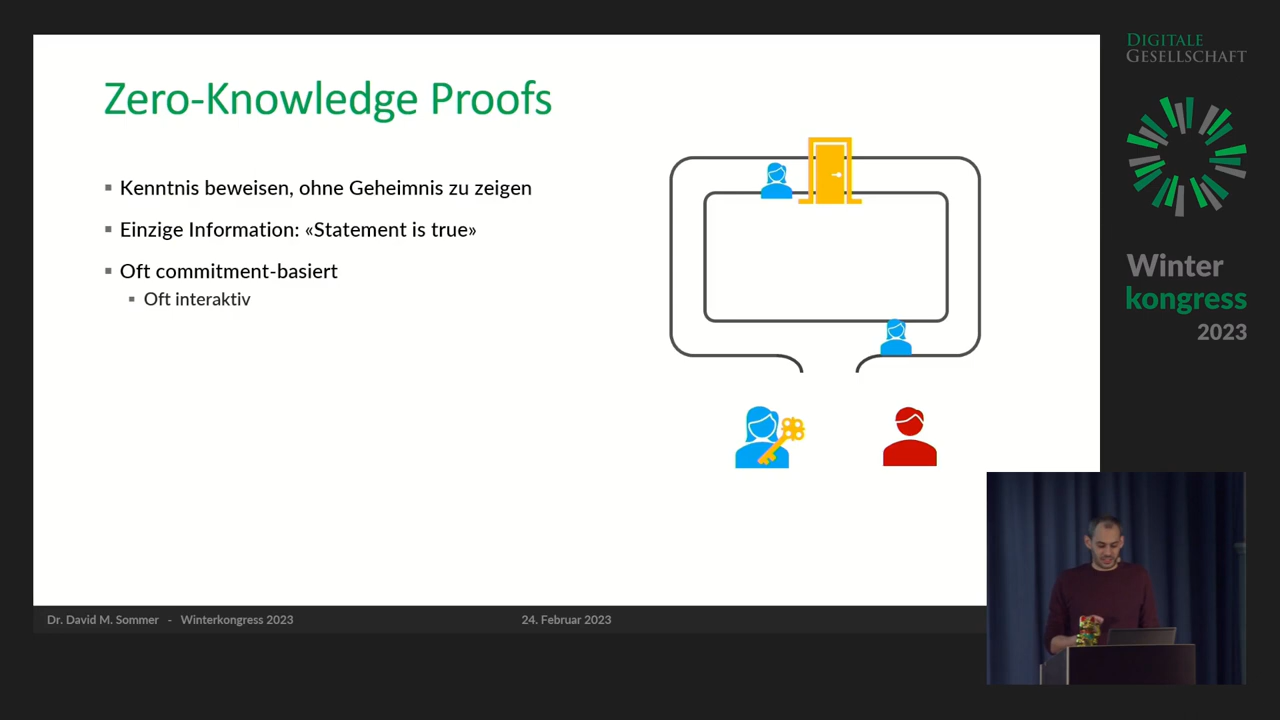 Zero-Knowledge Proofs
Kenntnis beweisen, ohne Geheimnis zu zeigen
Einzige Information: «Statement is true»
Oft commitment-basiert
Oft interaktiv
Dr. David M. Sommer - Winterkongress 2023
24. Februar 2023
DIGITALE
GESELLSCHAFT
Winter
kongress
2023